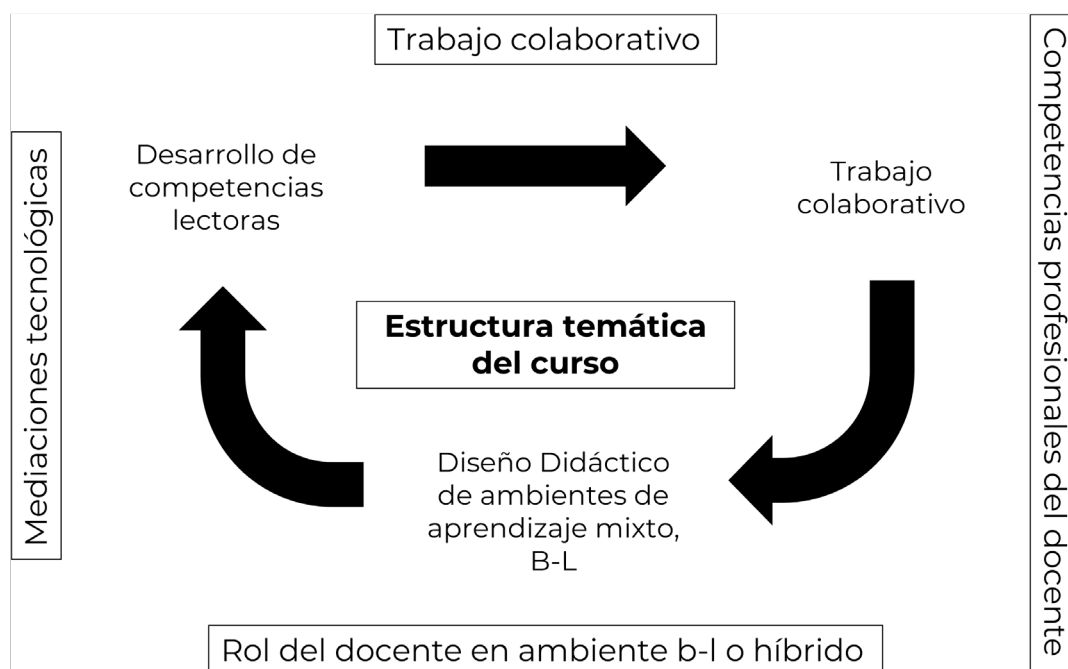 Trabajo colaborativo
Competencias profesionales del docente
Mediaciones tecnológicas
Desarrollo de
competencias
lectoras
Trabajo
colaborativo
Estructura temática
del curso
Diseño Didáctico
de ambientes de
aprendizaje mixto,
B-L
Rol del docente en ambiente b-l o híbrido